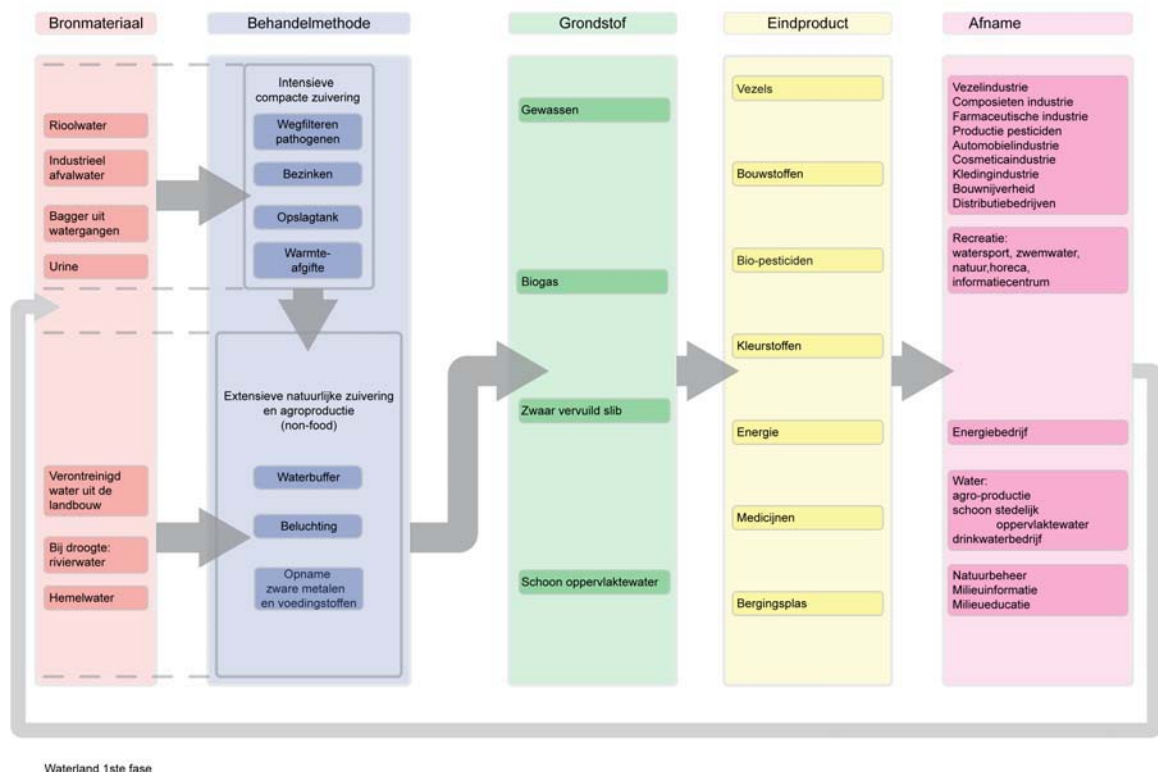 Bronmateriaal
Behandelmethode
Grondstof
Eindproduct
Afname
Rioolwater
Industrieel
afvalwater
Bagger uit
watergangen
Urine
Verontreinigd
water uit de
landbouw
Bij droogte:
rivierwater
Hemelwater
Intensieve
compacte zuivering
Wegfilteren
pathogenen
Bezinken
Opslagtank
Warmte-
afgifte
Extensieve natuurlijke zuivering
en agroproductie
(non-food)
Waterbuffer
Beluchting
Opname
zware metalen
en voedingstoffen
Gewassen
Biogas
Zwaar vervuild slib
Schoon oppervlaktewater
Vezels
Bouwstoffen
Bio-pesticiden
Kleurstoffen
Energie
Medicijnen
Bergingsplas
Vezelindustrie
Composieten industrie
Farmaceutische industrie
Productie pesticiden
Automobielindustrie
Cosmeticaindustrie
Kledingindustrie
Bouwnijverheid
Distributiebedrijven
Recreatie:
watersport, zwemwater,
natuur,horeca,
informatiecentrum
Energiebedrijf
Water:
agro-productie
schoon stedelijk
oppervlaktewater
drinkwaterbedrijf
Natuurbeheer
Milieuinformatie
Milieueducatie
Waterland 1ste fase